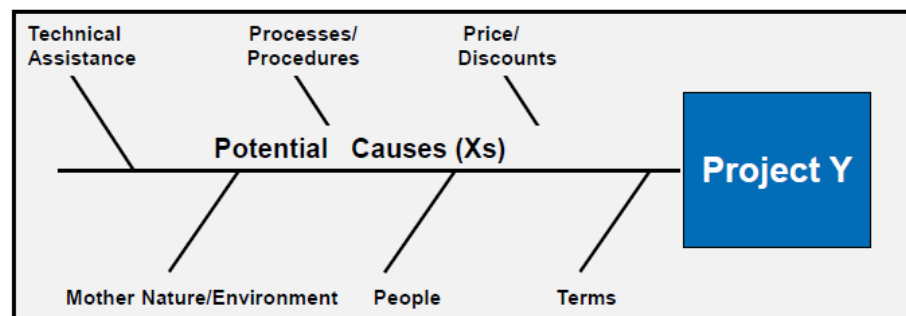 Technical
Assistance
Processes/
Procedures
Price/
Discounts
Potential Causes (Xs)
Project Y
Mother Nature/Environment
People
Terms